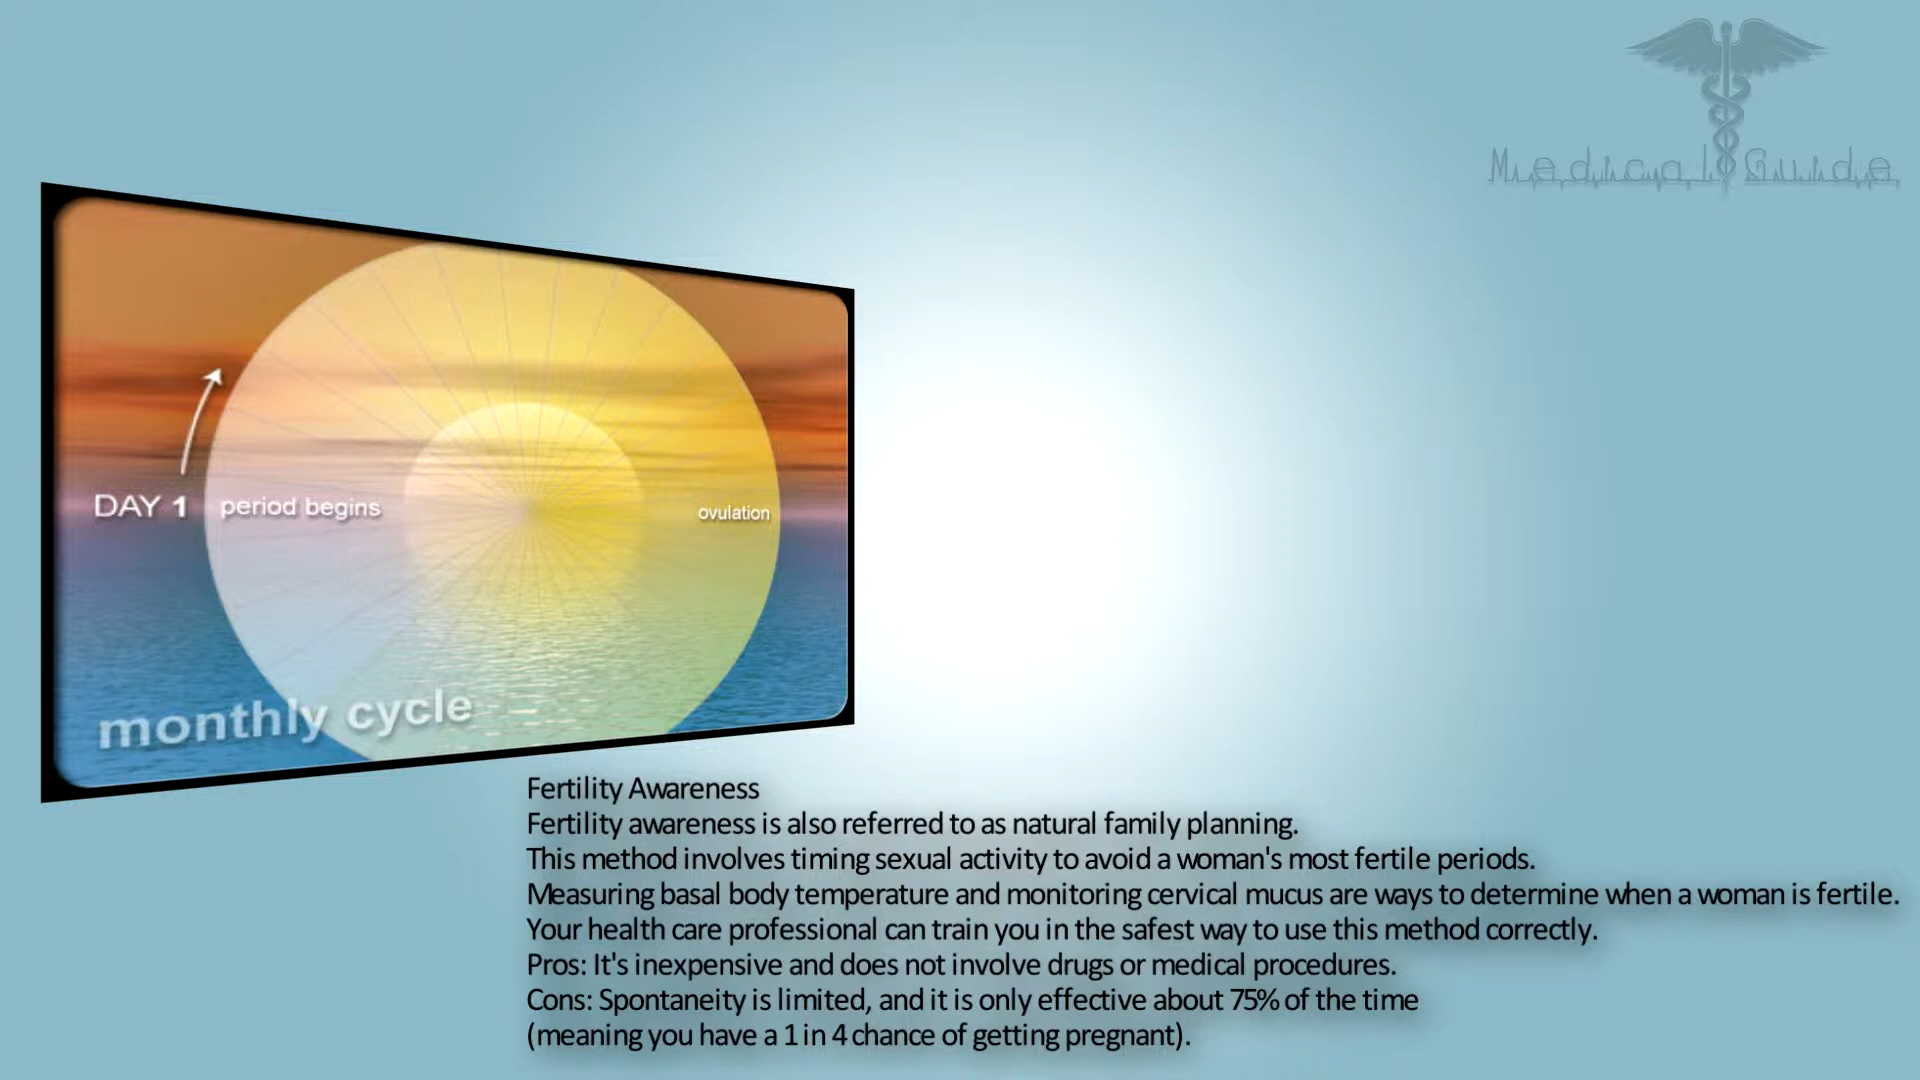 Medical Guide
DAY 1 period begins
ovulation
monthly cycle
Fertility Awareness
Fertility awareness is also referred to as natural family planning.
This method involves timing sexual activity to avoid a woman's most fertile periods.
Measuring basal body temperature and monitoring cervical mucus are ways to determine when a woman is fertile.
Your health care professional can train you in the safest way to use this method correctly.
Pros: It's inexpensive and does not involve drugs or medical procedures.
Cons: Spontaneity is limited, and it is only effective about 75% of the time
(meaning you have a 1 in 4 chance of getting pregnant).